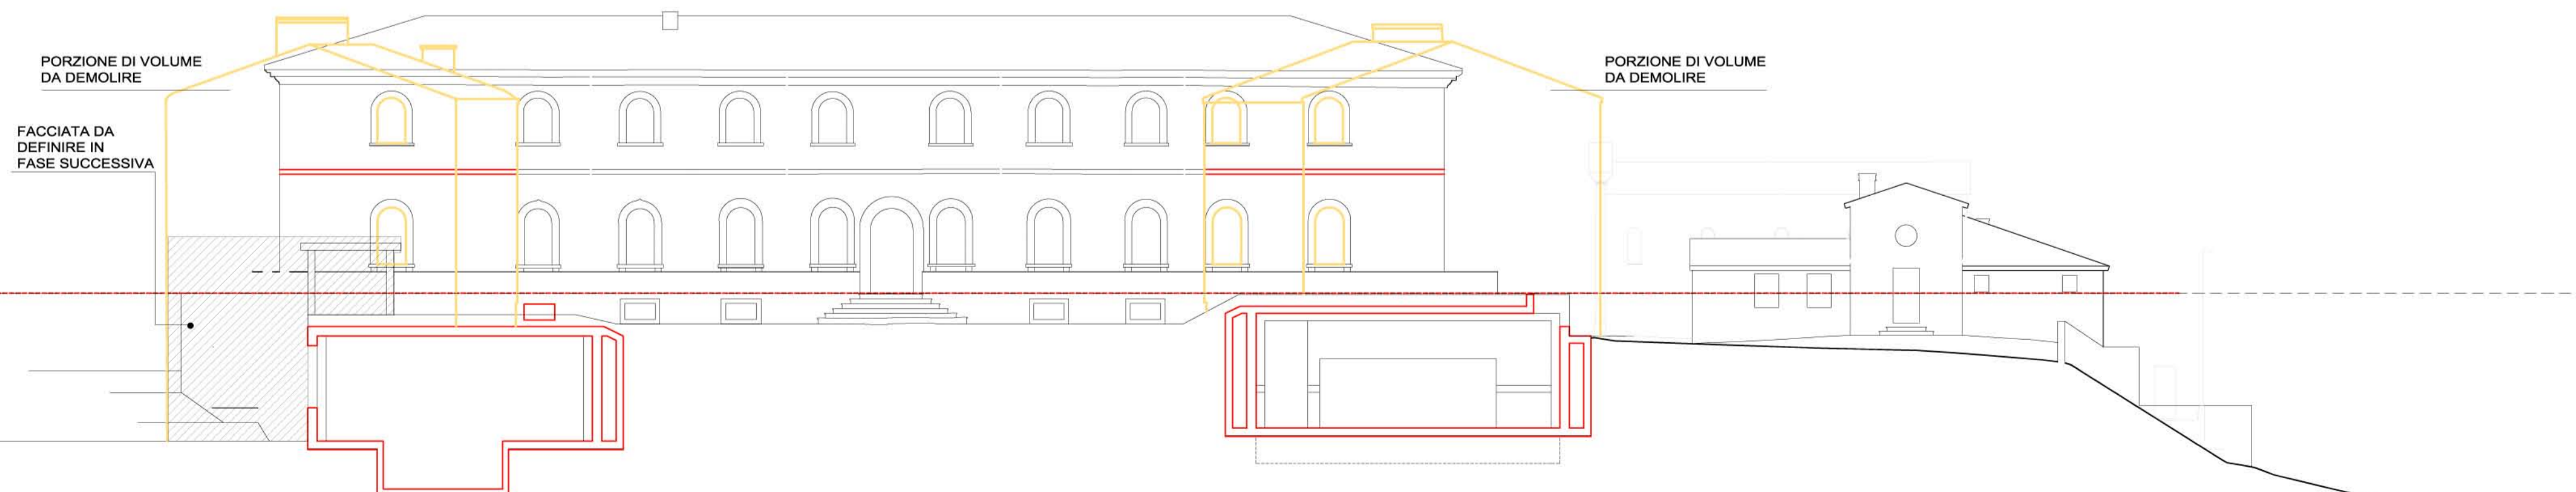 PORZIONE DI VOLUME
DA DEMOLIRE
FACCIATA DA
DEFINIRE IN
FASE SUCCESSIVA
PORZIONE DI VOLUME
DA DEMOLIRE